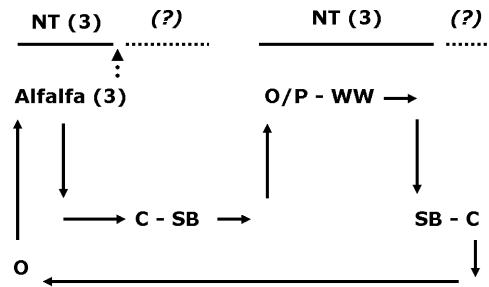 NT (3) (?) NT (3) (?)
Alfalfa (3) O/P - WW
C - SB SB - C
O